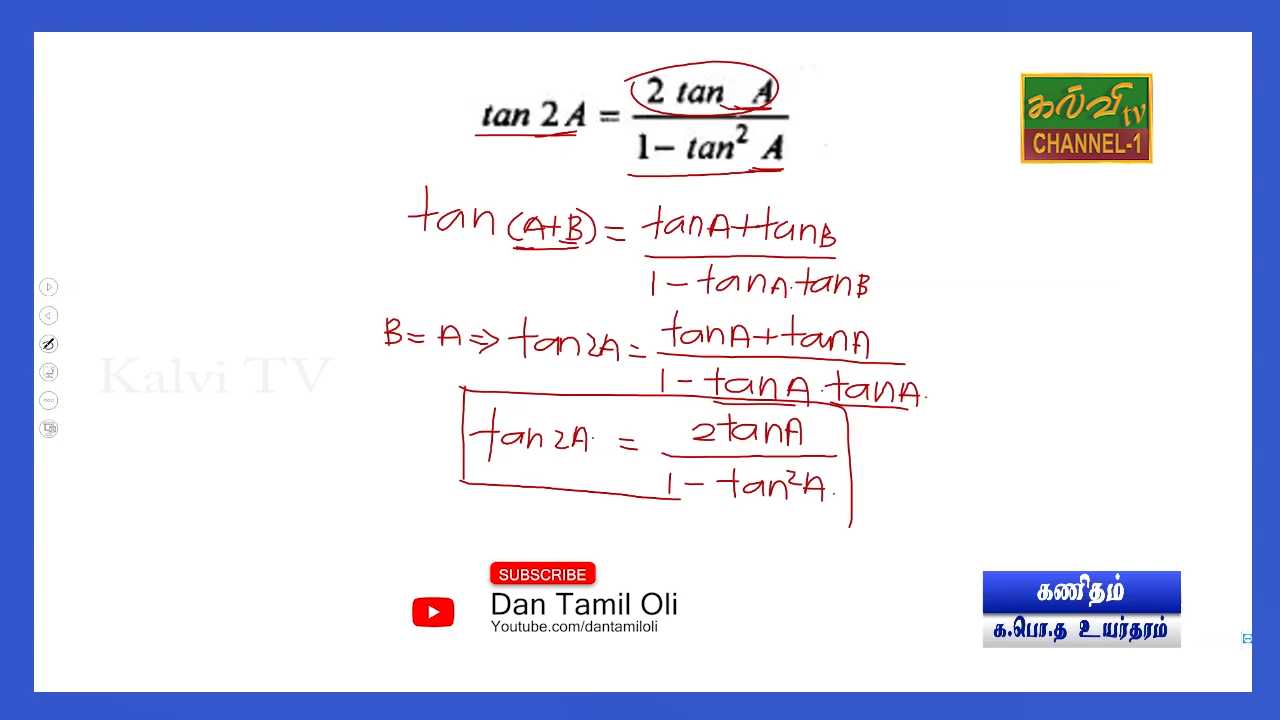 tan 2A = 2 tan A / 1 − tan² A
கல்வி tv
CHANNEL-1
tan (A+B) = tanA+tanB / 1 − tanA.tanB
B = A ⇒ tan2A = tanA+tanA / 1 − tanA.tanA.
Kalvi TV
tan2A. = 2tanA / 1 − tan²A.
SUBSCRIBE
Dan Tamil Oli
Youtube.com/dantamiloli
கணிதம்
க.பொ.த உயர்தரம்